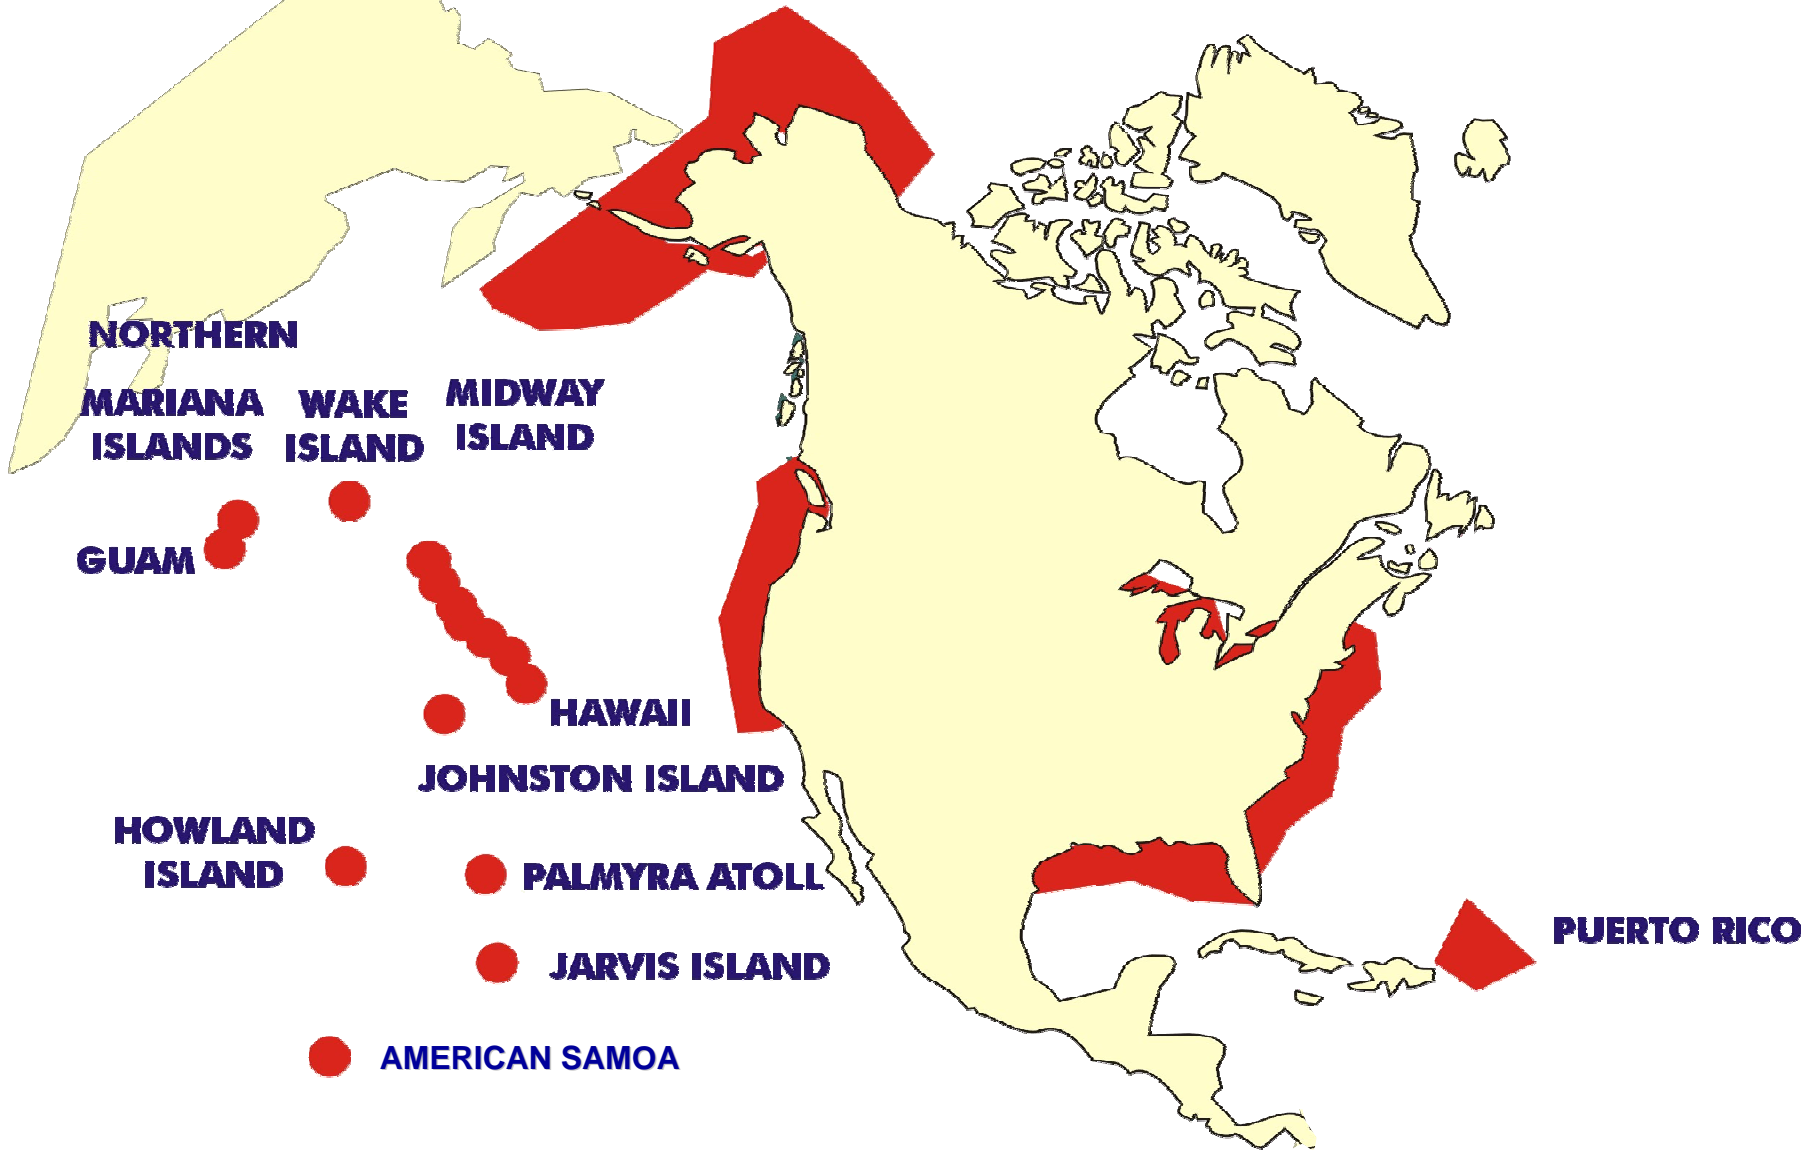 NORTHERN
MARIANA
ISLANDS
WAKE
ISLAND
MIDWAY
ISLAND
GUAM
HAWAII
JOHNSTON ISLAND
HOWLAND
ISLAND
PALMYRA ATOLL
PUERTO RICO
JARVIS ISLAND
AMERICAN SAMOA